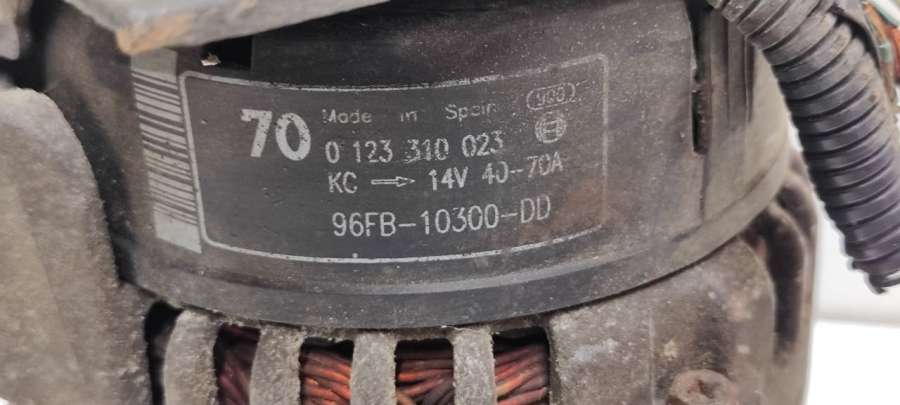 70
Made in Spain
0 123 310 023
KC → 14V 40-70A
96FB-10300-DD